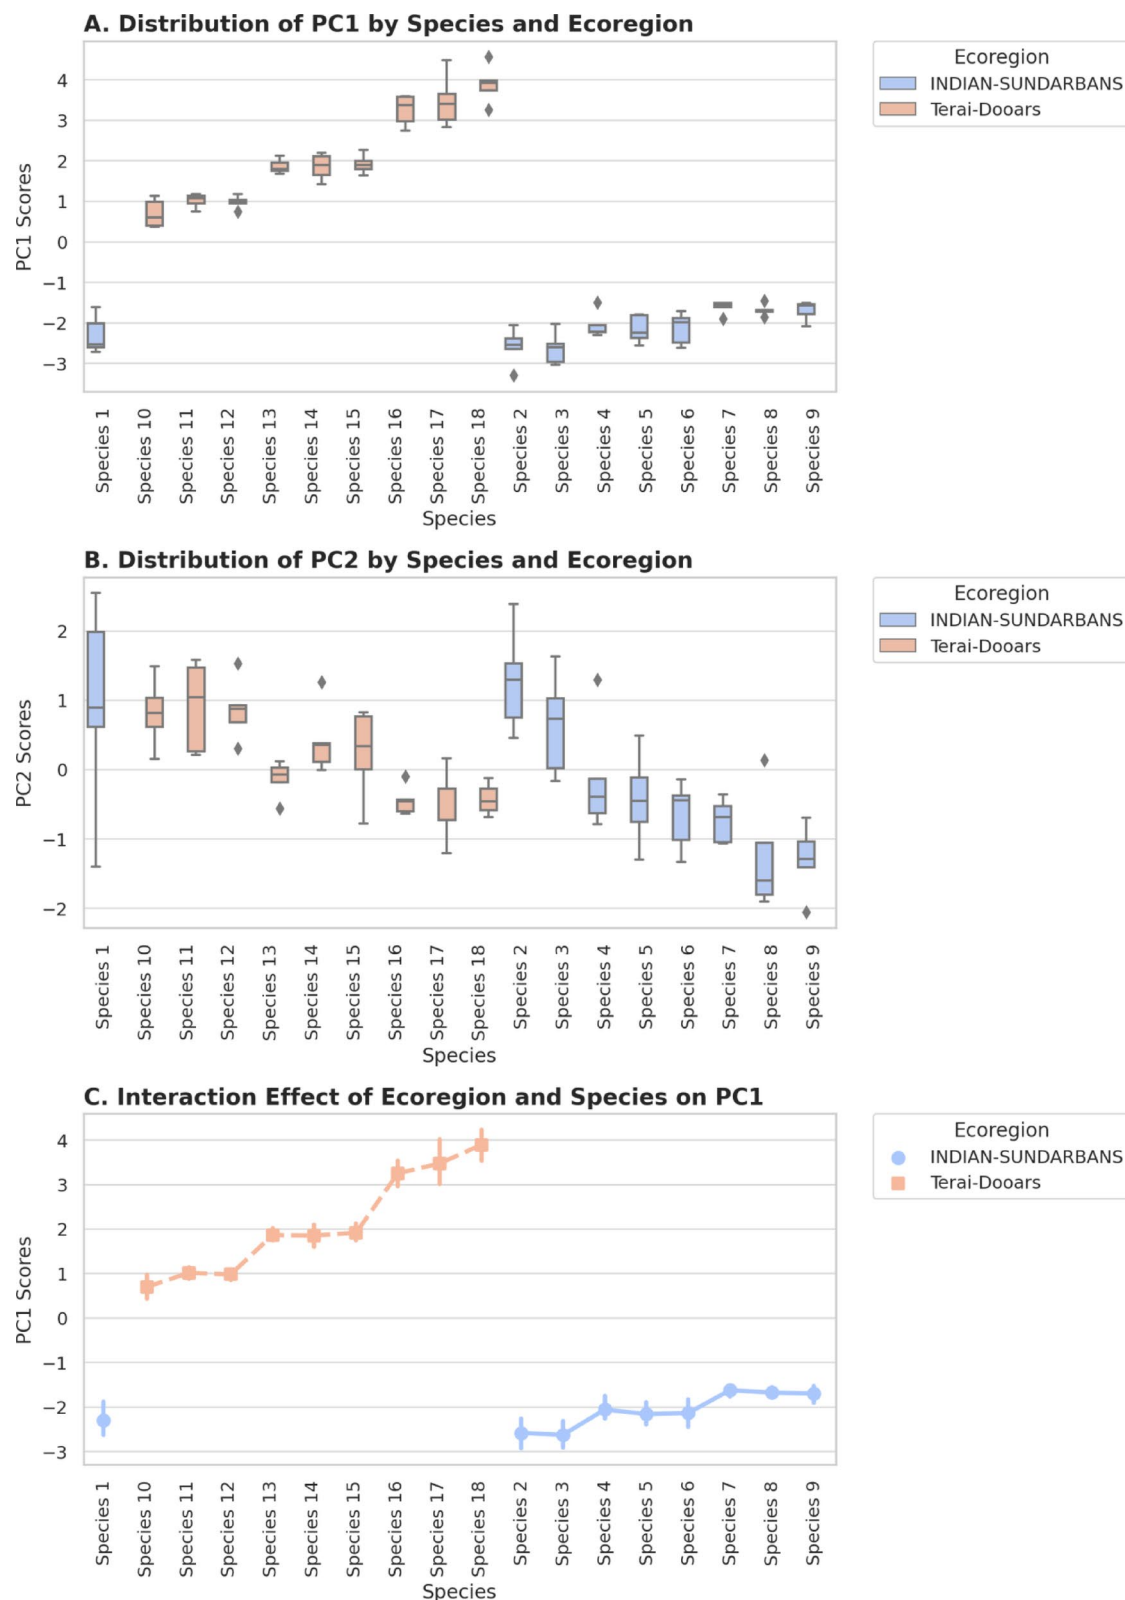 A. Distribution of PC1 by Species and Ecoregion
PC1 Scores
4
3
2
1
0
−1
−2
−3
Species 1
Species 10
Species 11
Species 12
Species 13
Species 14
Species 15
Species 16
Species 17
Species 18
Species 2
Species 3
Species 4
Species 5
Species 6
Species 7
Species 8
Species 9
Species
Ecoregion
INDIAN-SUNDARBANS
Terai-Dooars
B. Distribution of PC2 by Species and Ecoregion
PC2 Scores
2
1
0
−1
−2
Species 1
Species 10
Species 11
Species 12
Species 13
Species 14
Species 15
Species 16
Species 17
Species 18
Species 2
Species 3
Species 4
Species 5
Species 6
Species 7
Species 8
Species 9
Species
Ecoregion
INDIAN-SUNDARBANS
Terai-Dooars
C. Interaction Effect of Ecoregion and Species on PC1
PC1 Scores
4
3
2
1
0
−1
−2
−3
Species 1
Species 10
Species 11
Species 12
Species 13
Species 14
Species 15
Species 16
Species 17
Species 18
Species 2
Species 3
Species 4
Species 5
Species 6
Species 7
Species 8
Species 9
Species
Ecoregion
INDIAN-SUNDARBANS
Terai-Dooars